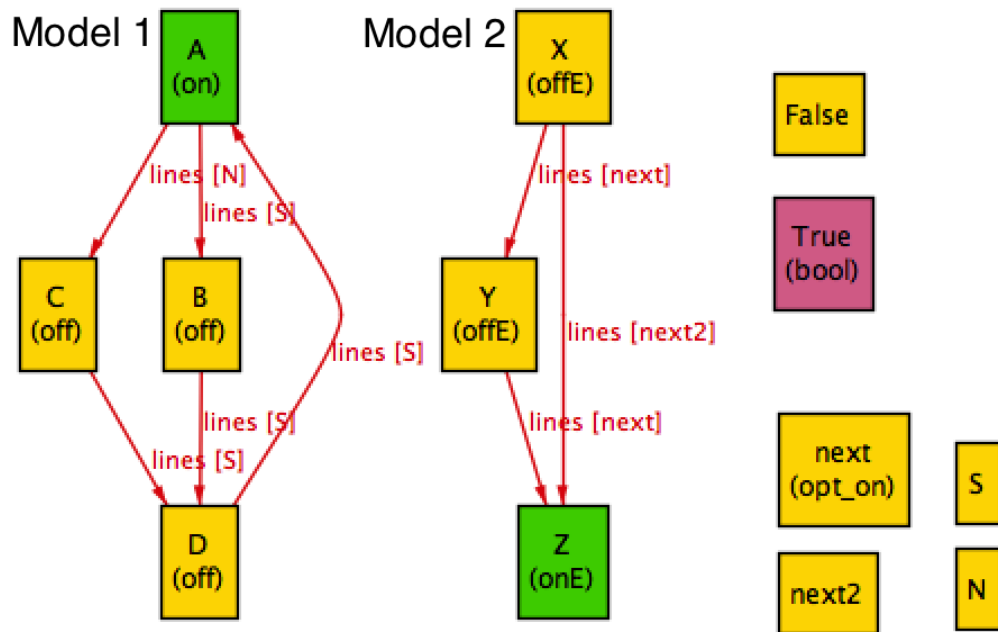 Model 1
A
(on)
lines [N]
lines [S]
C
(off)
B
(off)
lines [S]
lines [S]
lines [S]
D
(off)
Model 2
X
(offE)
lines [next]
Y
(offE)
lines [next2]
lines [next]
Z
(onE)
False
True
(bool)
next
(opt_on)
S
next2
N